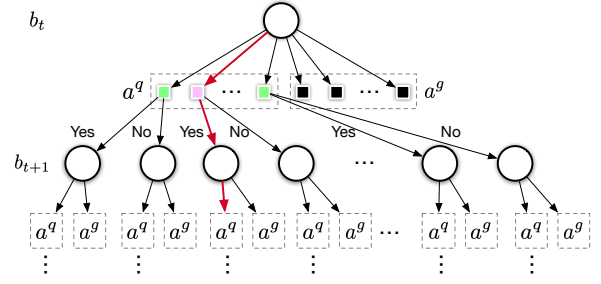 b_t
a^q ... ... a^g
Yes No Yes No Yes No
b_{t+1} ...
a^q a^g a^q a^g a^q a^g a^q a^g ... a^q a^g a^q a^g
⋮ ⋮ ⋮ ⋮ ⋮ ⋮